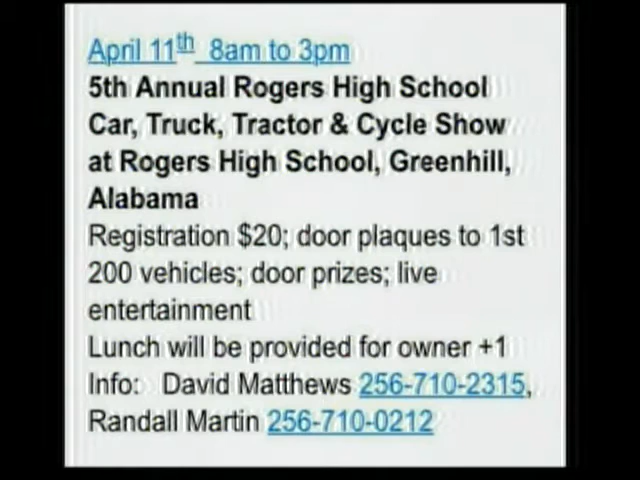 April 11th 8am to 3pm
5th Annual Rogers High School
Car, Truck, Tractor & Cycle Show
at Rogers High School, Greenhill,
Alabama
Registration $20; door plaques to 1st
200 vehicles; door prizes; live
entertainment
Lunch will be provided for owner +1
Info: David Matthews 256-710-2315,
Randall Martin 256-710-0212